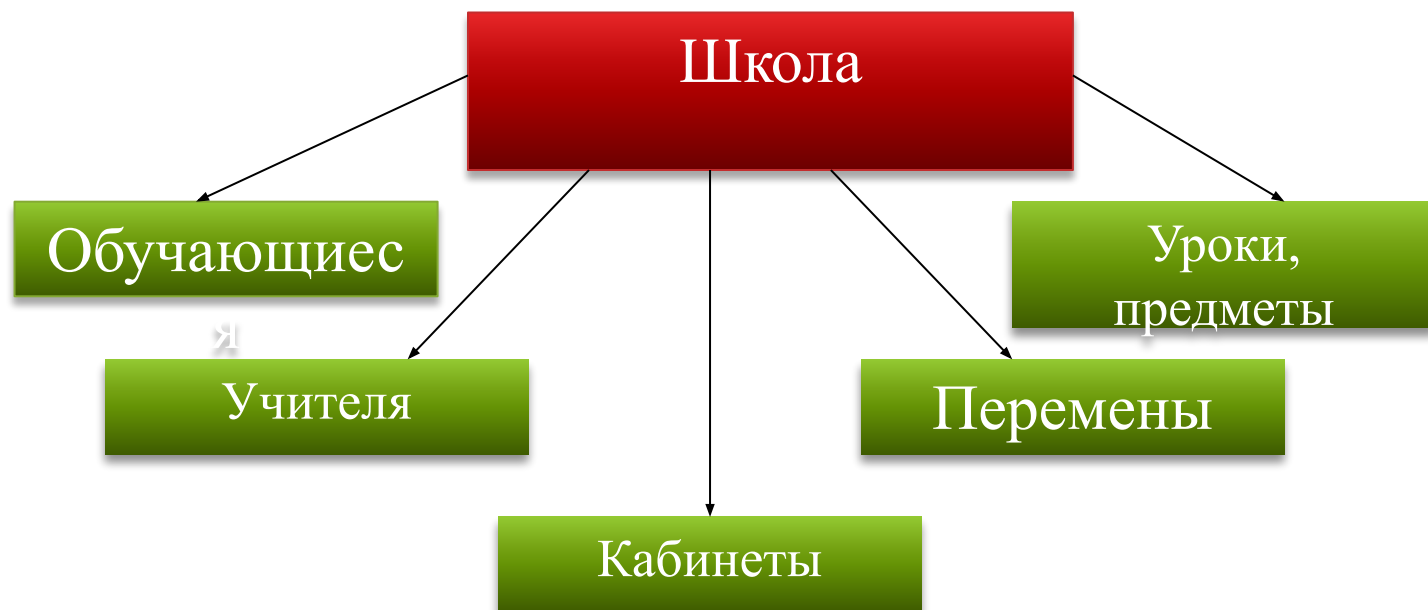 Школа
Обучающиес
я
Уроки,
предметы
Учителя
Перемены
Кабинеты